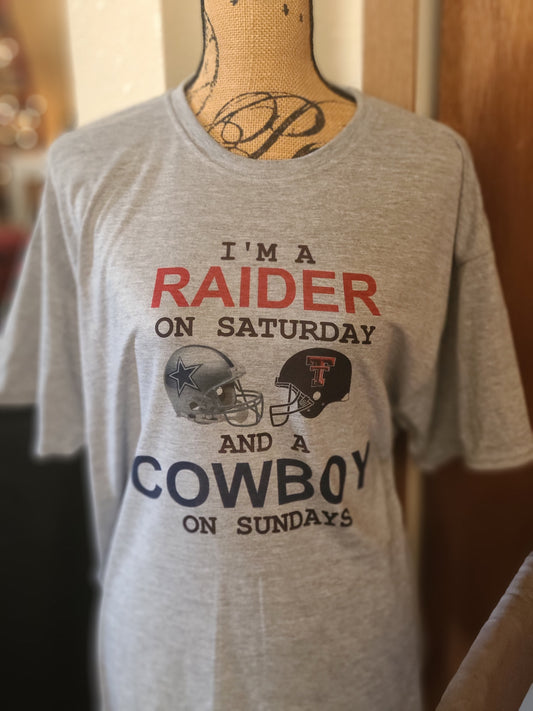 I'M A
RAIDER
ON SATURDAY
T
AND A
COWBOY
ON SUNDAYS